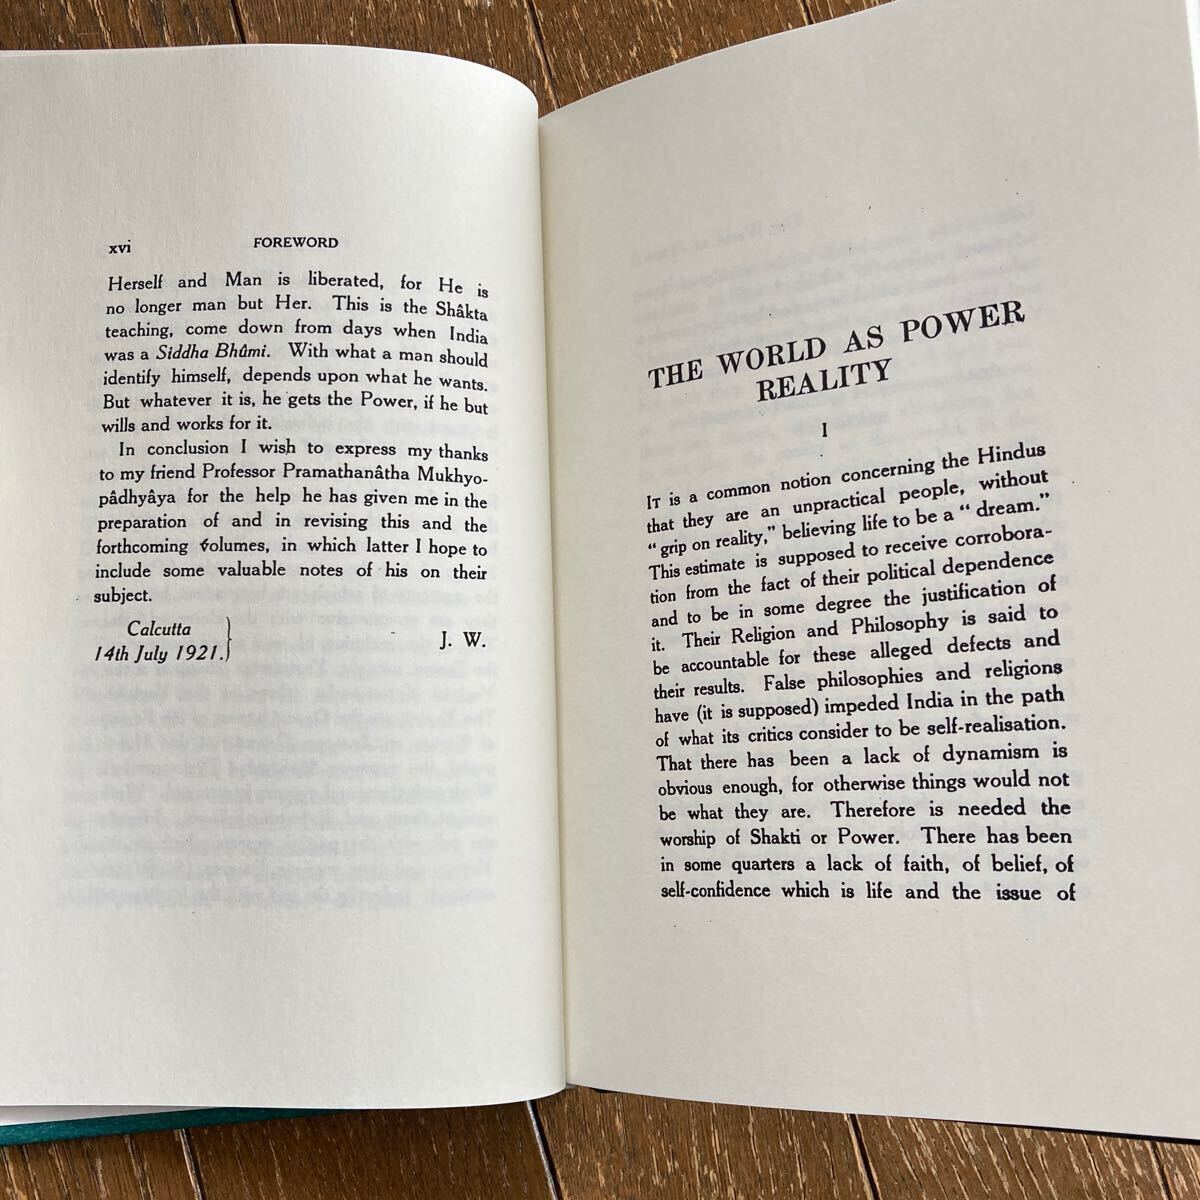 xvi FOREWORD
Herself and Man is liberated, for He is
no longer man but Her. This is the Shâkta
teaching, come down from days when India
was a Siddha Bhûmi. With what a man should
identify himself, depends upon what he wants.
But whatever it is, he gets the Power, if he but
wills and works for it.
In conclusion I wish to express my thanks
to my friend Professor Pramathanâtha Mukhyo-
pâdhyâya for the help he has given me in the
preparation of and in revising this and the
forthcoming volumes, in which latter I hope to
include some valuable notes of his on their
subject.
Calcutta
14th July 1921.} J. W.
THE WORLD AS POWER
REALITY
I
IT is a common notion concerning the Hindus
that they are an unpractical people, without
“ grip on reality,” believing life to be a “ dream.”
This estimate is supposed to receive corrobora-
tion from the fact of their political dependence
and to be in some degree the justification of
it. Their Religion and Philosophy is said to
be accountable for these alleged defects and
their results. False philosophies and religions
have (it is supposed) impeded India in the path
of what its critics consider to be self-realisation.
That there has been a lack of dynamism is
obvious enough, for otherwise things would not
be what they are. Therefore is needed the
worship of Shakti or Power. There has been
in some quarters a lack of faith, of belief, of
self-confidence which is life and the issue of